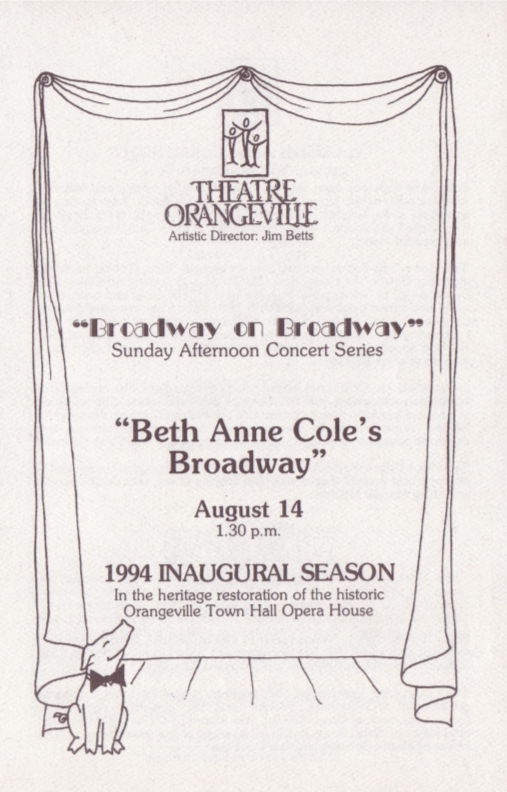 THEATRE
ORANGEVILLE
Artistic Director: Jim Betts
"Broadway on Broadway"
Sunday Afternoon Concert Series
"Beth Anne Cole's
Broadway"
August 14
1.30 p.m.
1994 INAUGURAL SEASON
In the heritage restoration of the historic
Orangeville Town Hall Opera House